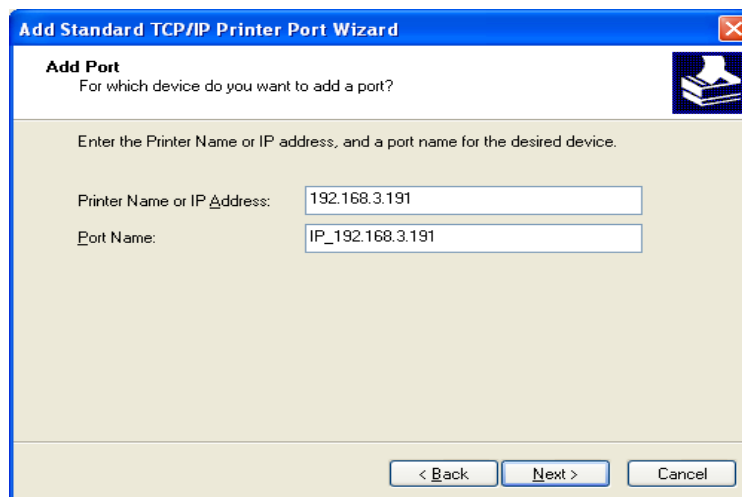 Add Standard TCP/IP Printer Port Wizard
Add Port
For which device do you want to add a port?
Enter the Printer Name or IP address, and a port name for the desired device.
Printer Name or IP Address: 192.168.3.191
Port Name: IP_192.168.3.191
< Back Next > Cancel